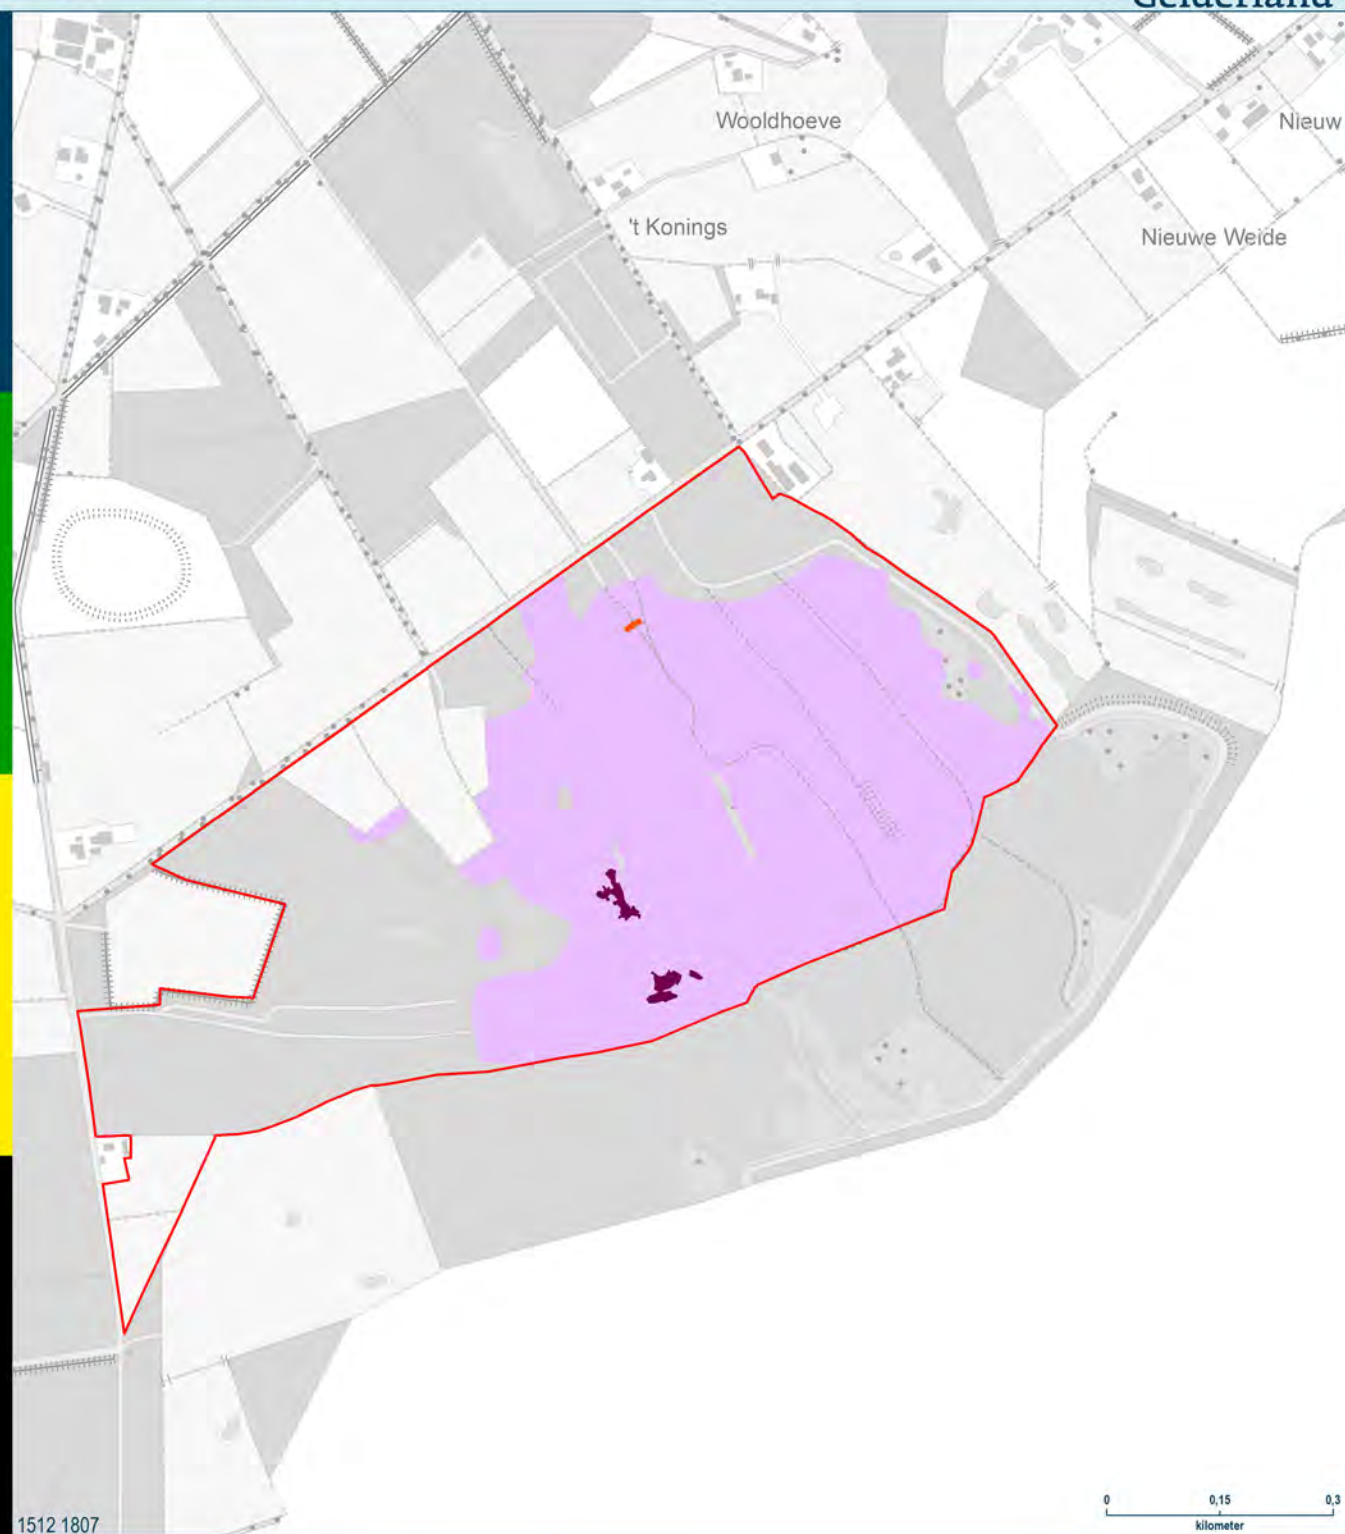 Gelderland
Wooldhoeve
Nieuw
't Konings
Nieuwe Weide
0 0,15 0,3
kilometer
1512 1807